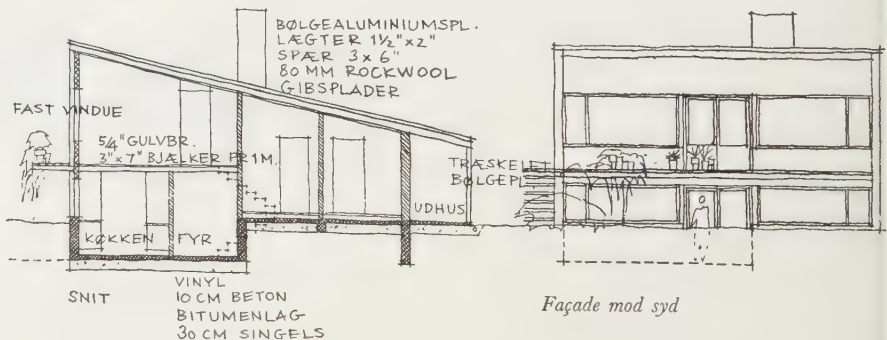 BØLGEALUMINIUMSPL.
LÆGTER 1½"x2"
SPÆR 3x6"
80 MM ROCKWOOL
GIBSPLADER
FAST VINDUE
5/4" GULVBR.
3"x7" BJÆLKER PR 1 M.
KØKKEN
FYR
UDHUS
TRÆSKELET
BØLGEPL
SNIT
VINYL
10 CM BETON
BITUMENLAG
30 CM SINGELS
Façade mod syd